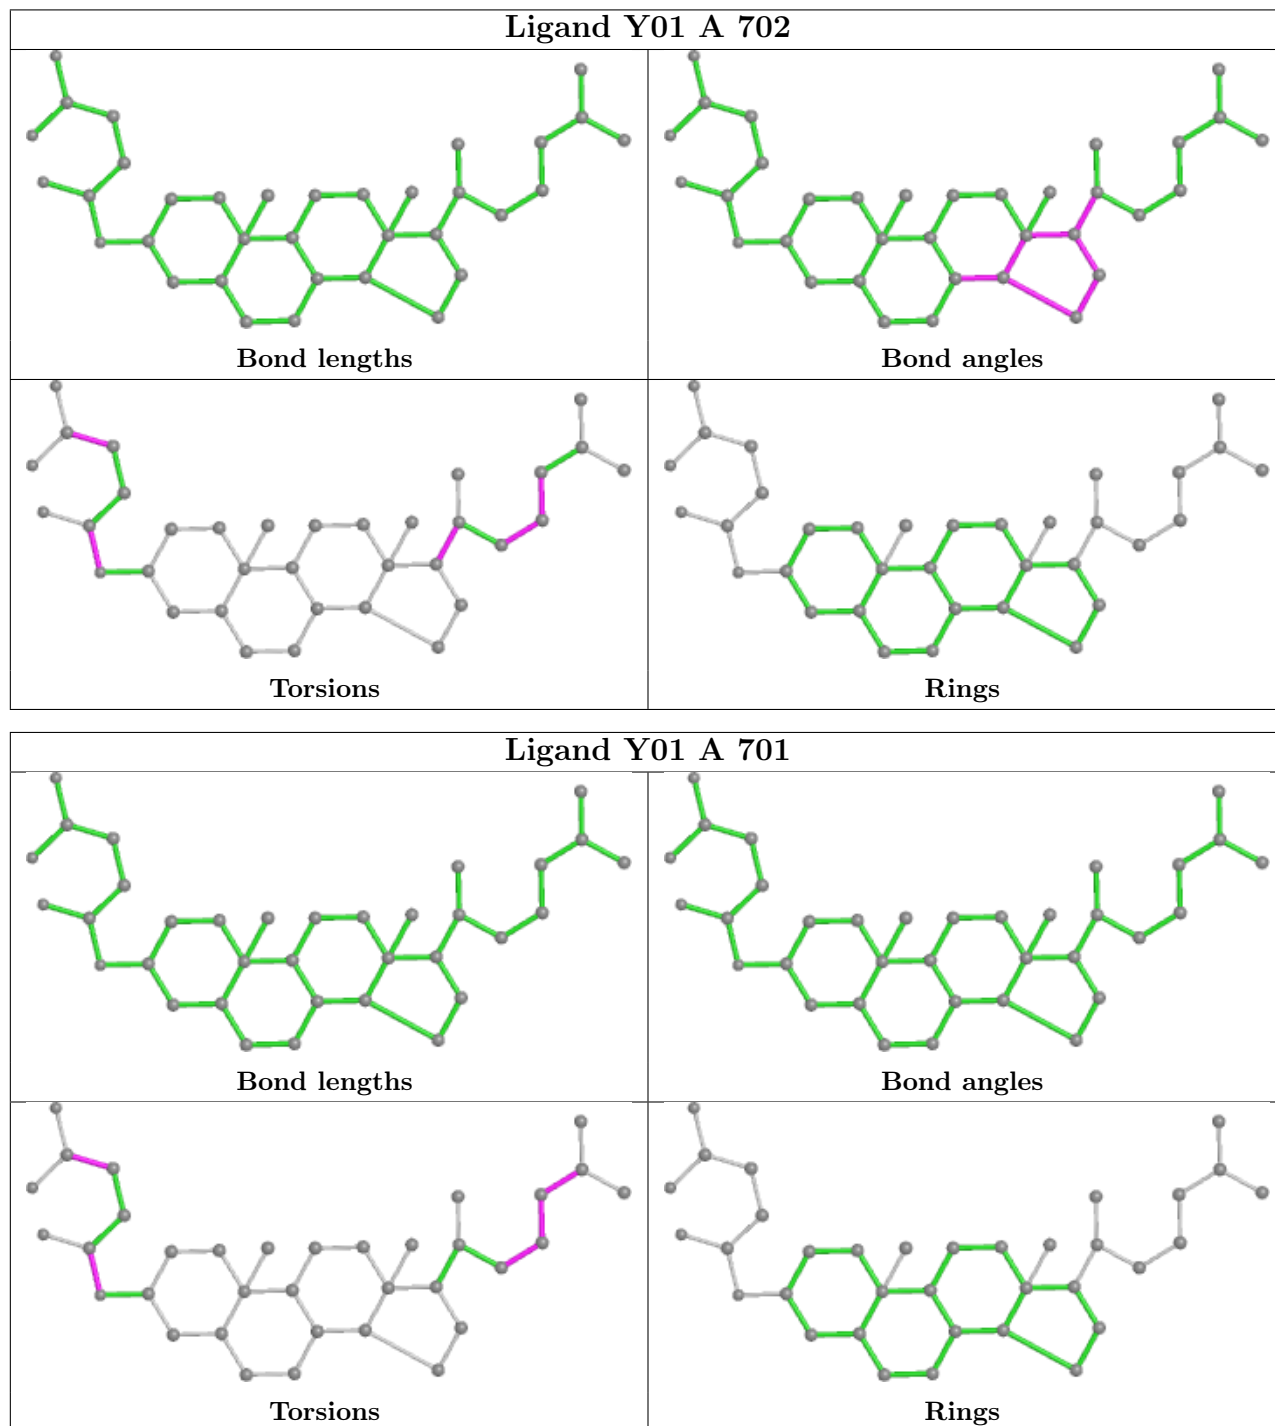 Ligand Y01 A 702
Bond lengths
Bond angles
Torsions
Rings
Ligand Y01 A 701
Bond lengths
Bond angles
Torsions
Rings